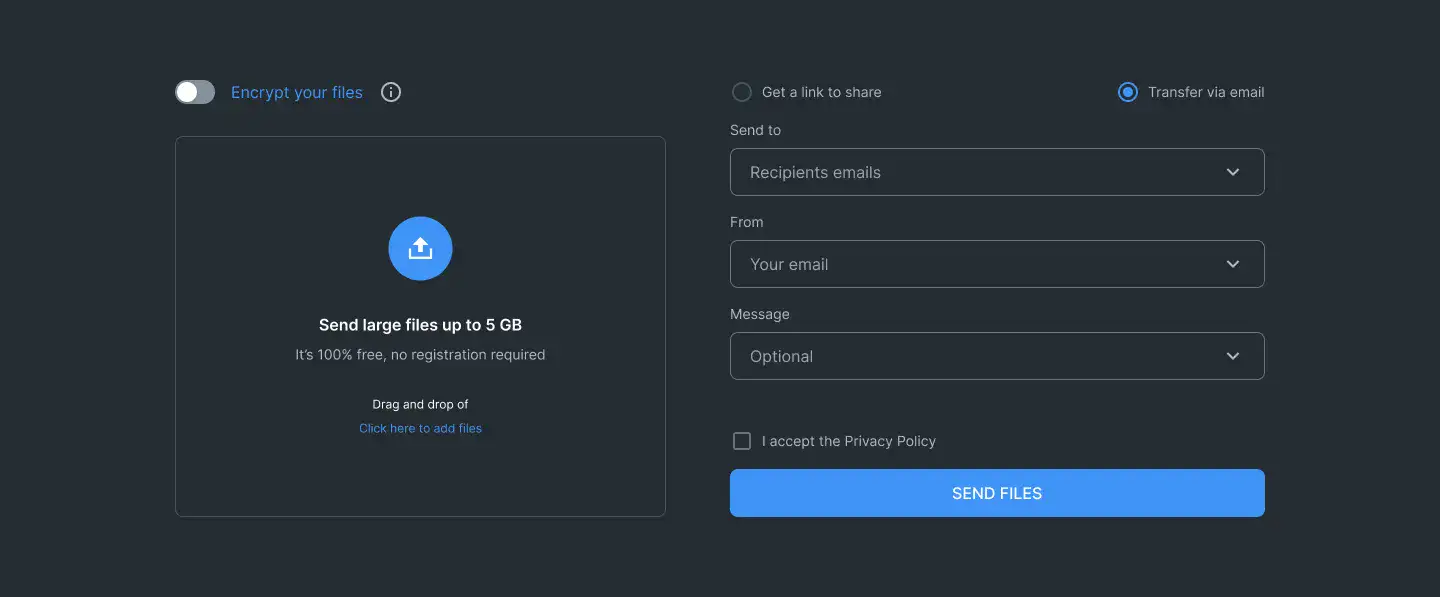 Encrypt your files
Send large files up to 5 GB
It’s 100% free, no registration required
Drag and drop of
Click here to add files
Get a link to share
Transfer via email
Send to
Recipients emails
From
Your email
Message
Optional
I accept the Privacy Policy
SEND FILES